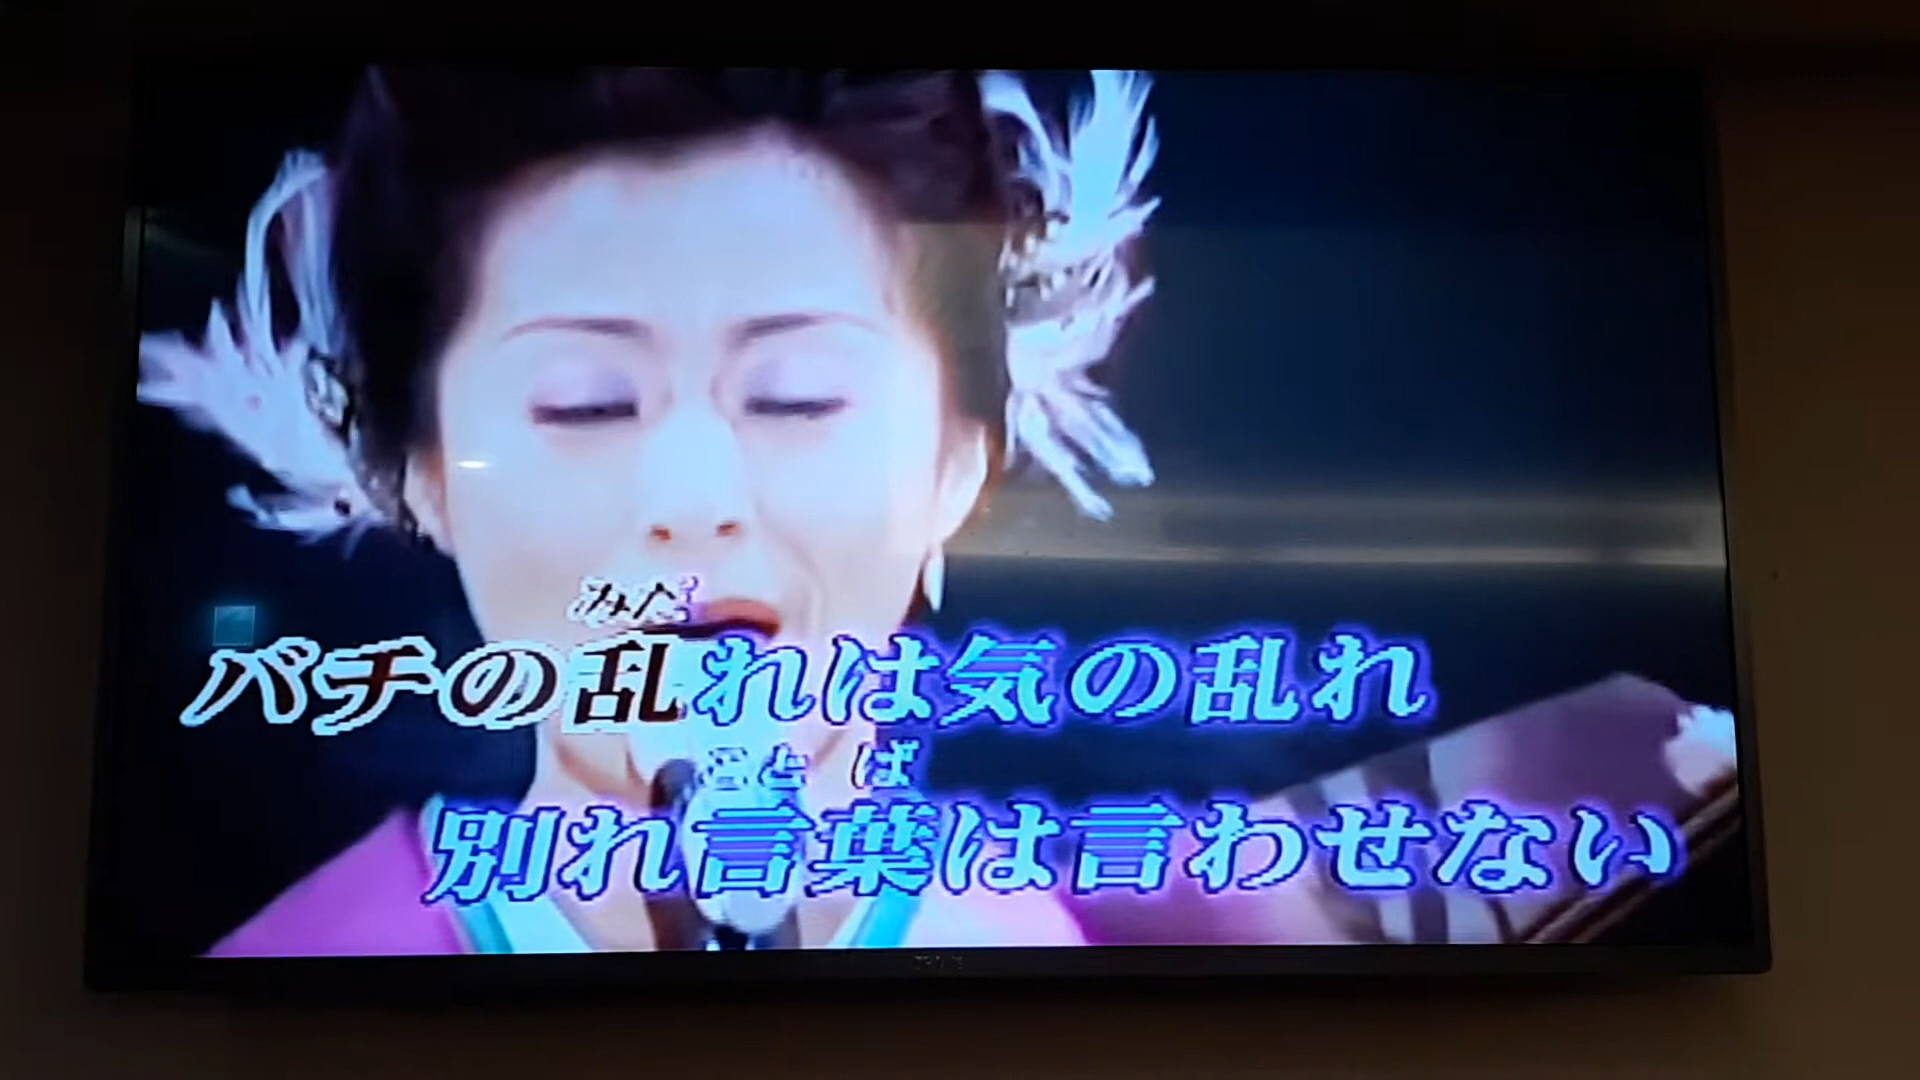 みだ
バチの乱れは気の乱れ
こと ば
別れ言葉は言わせない